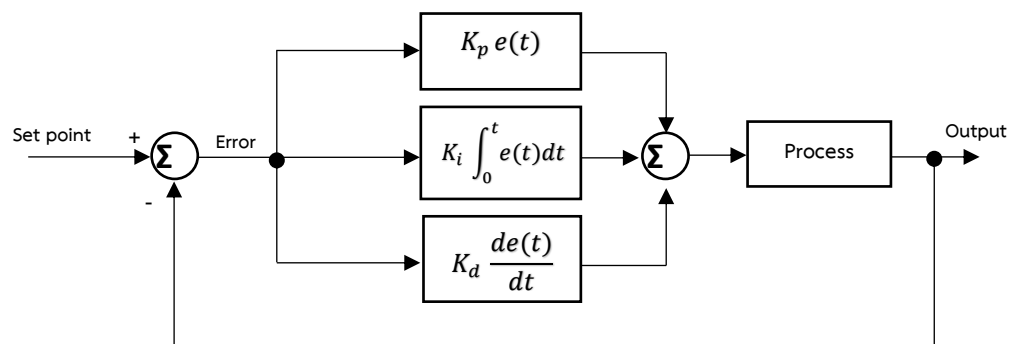 K_p e(t)
Set point
+
Σ
Error
K_i ∫_0^t e(t)dt
Σ
Process
Output
-
K_d de(t)/dt